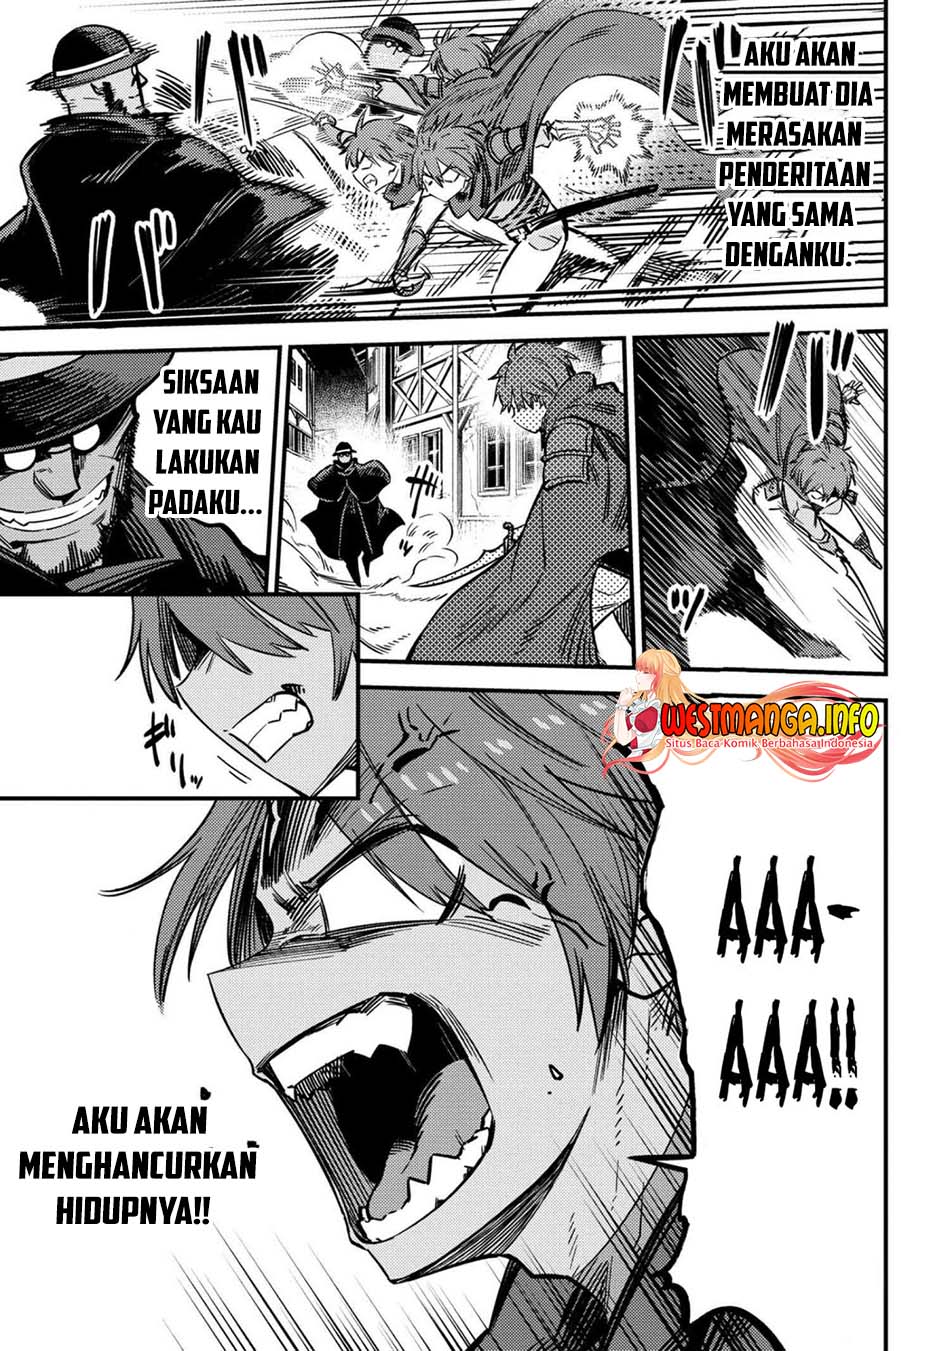 AKU AKAN
MEMBUAT DIA
MERASAKAN
PENDERITAAN
YANG SAMA
DENGANKU.
SIKSAAN
YANG KAU
LAKUKAN
PADAKU...
WESTMANGA.INFO
Situs Baca Komik Berbahasa Indonesia
AAA-
AAA!!
AKU AKAN
MENGHANCURKAN
HIDUPNYA!!